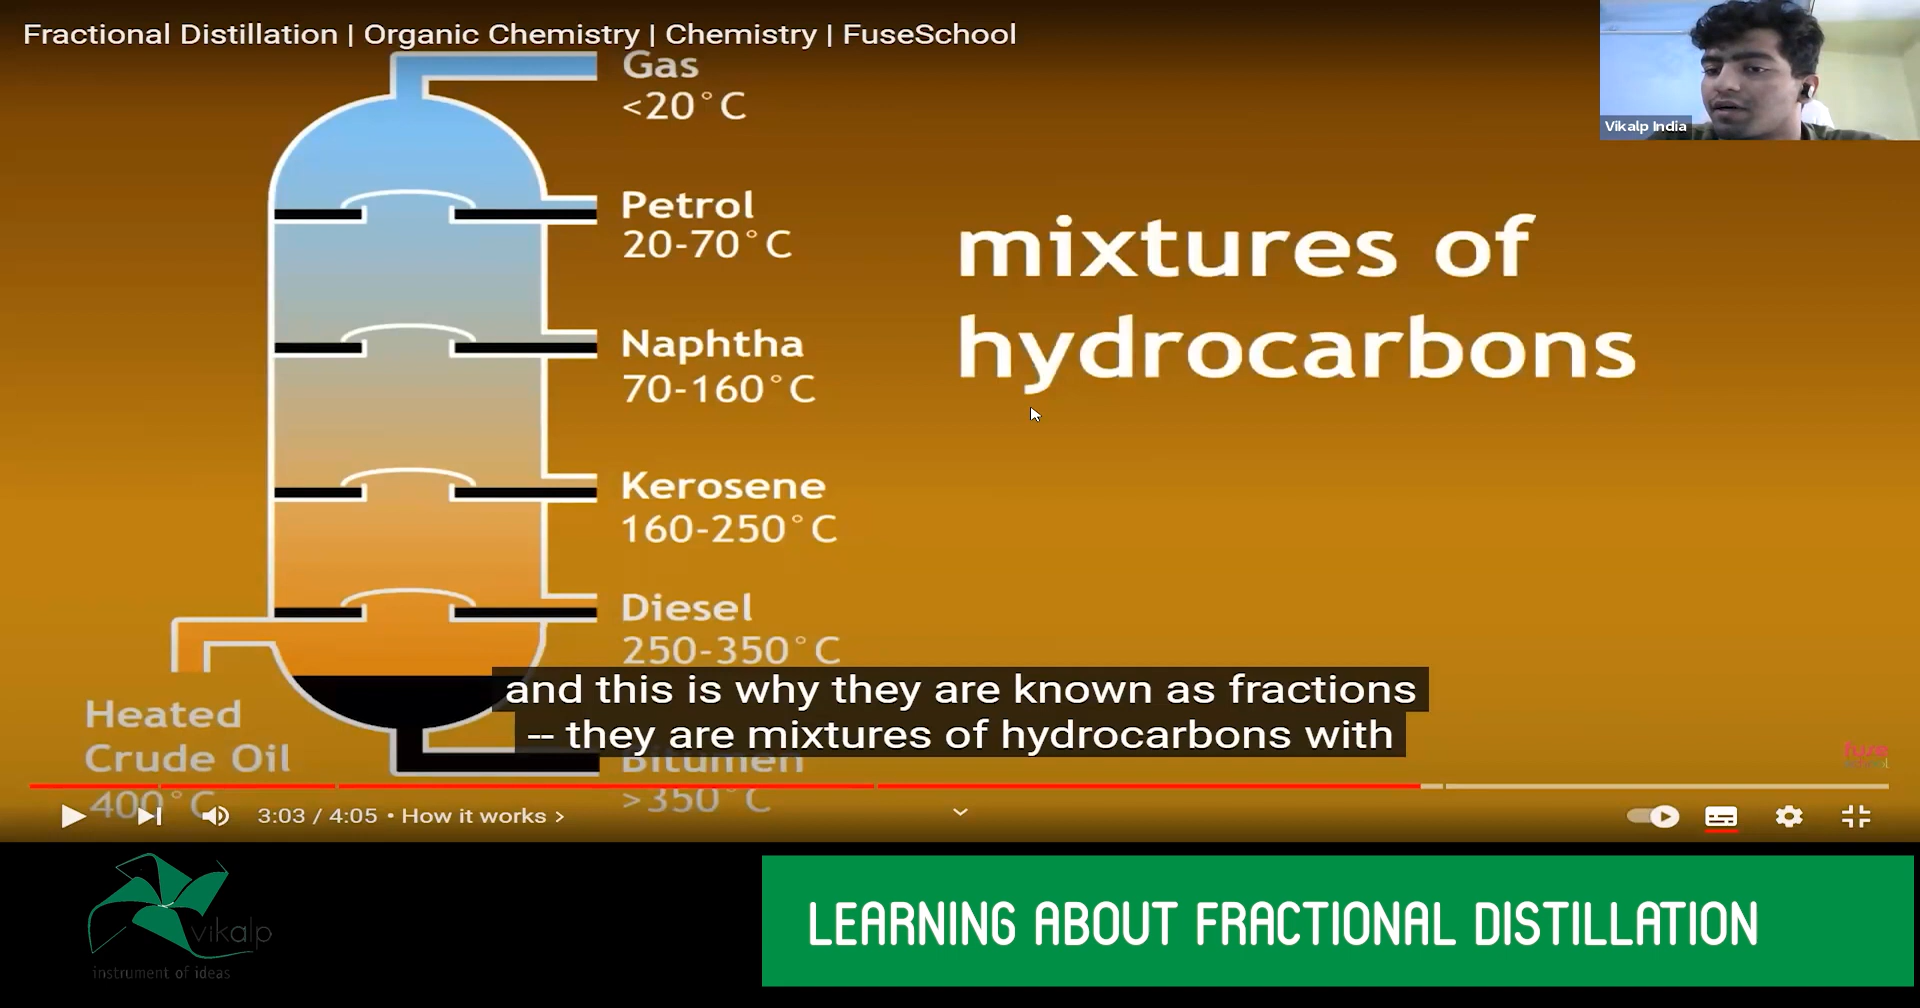 Fractional Distillation | Organic Chemistry | Chemistry | FuseSchool
Vikalp India
Gas
<20°C
Petrol
20-70°C
Naphtha
70-160°C
Kerosene
160-250°C
Diesel
250-350°C
Bitumen
>350°C
Heated
Crude Oil
400°C
mixtures of
hydrocarbons
and this is why they are known as fractions
-- they are mixtures of hydrocarbons with
fuse
school
3:03 / 4:05 • How it works >
vikalp
instrument of ideas
LEARNING ABOUT FRACTIONAL DISTILLATION